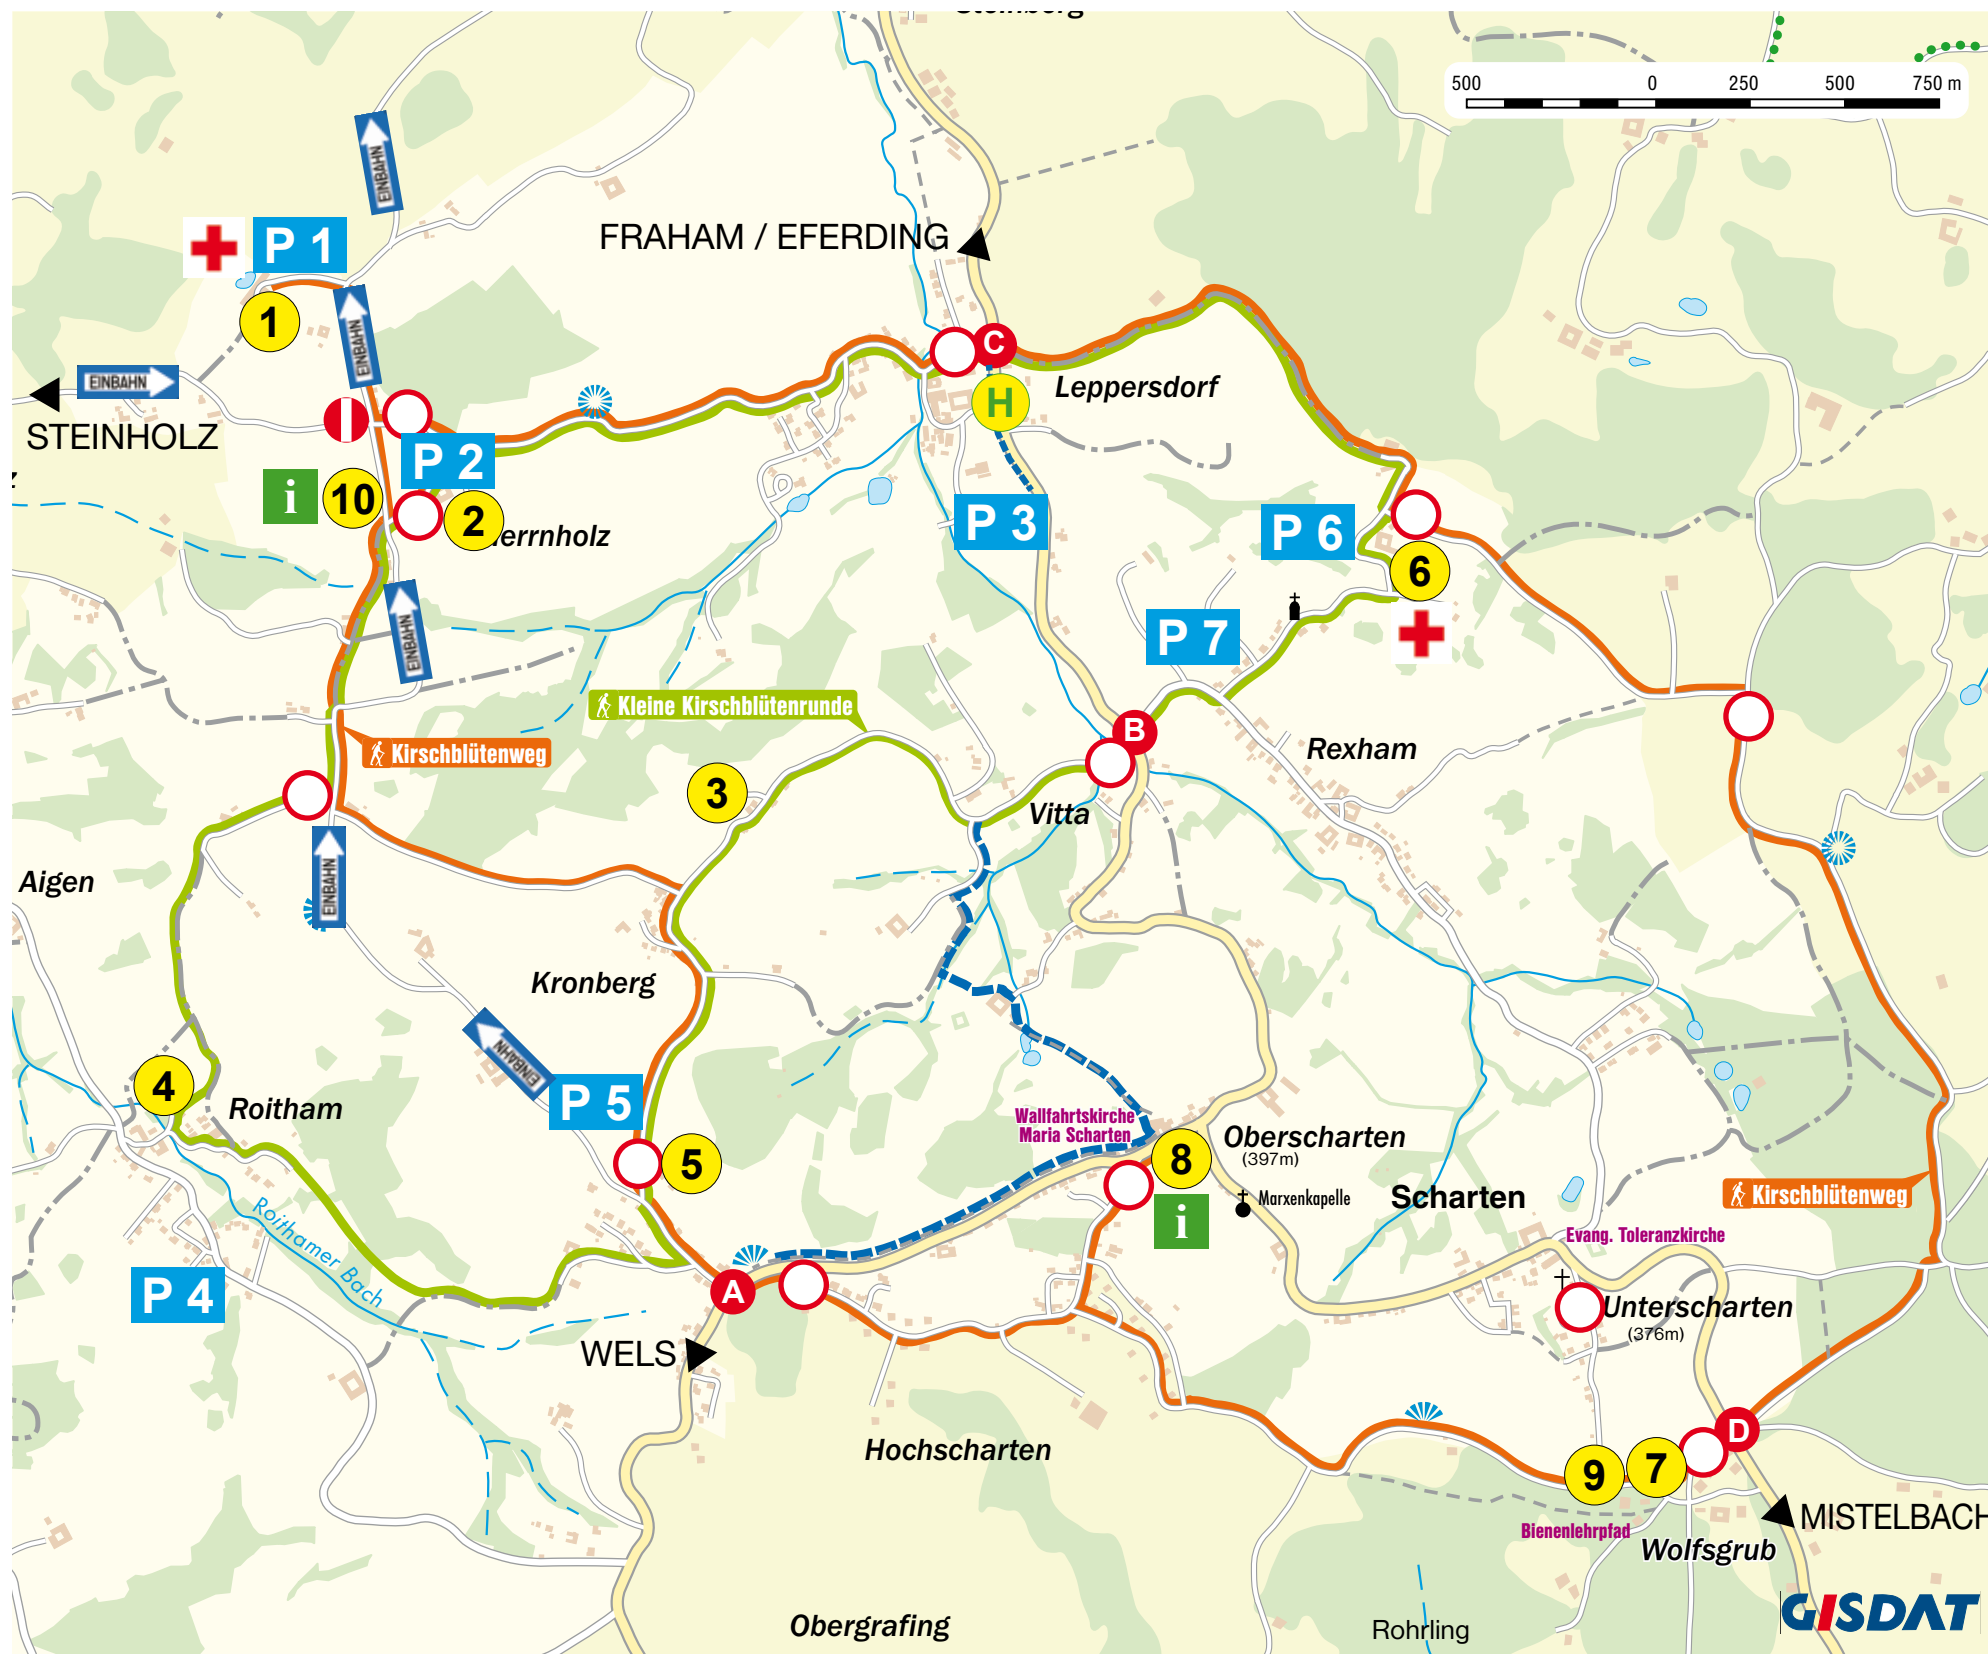 Steinberg
500 0 250 500 750 m
EINBAHN
P 1
FRAHAM / EFERDING
1
EINBAHN
C
EINBAHN
Leppersdorf
H
STEINHOLZ
P 2
i
10
2
errnholz
P 3
P 6
6
EINBAHN
P 7
Kleine Kirschblütenrunde
B
Kirschblütenweg
Rexham
3
Vitta
EINBAHN
Aigen
Kronberg
EINBAHN
4
Roitham
P 5
Wallfahrtskirche
Maria Scharten
Oberscharten
(397m)
5
8
Marxenkapelle
Scharten
Kirschblütenweg
i
Roithamer Bach
Evang. Toleranzkirche
P 4
A
Unterscharten
(376m)
WELS
D
Hochscharten
9
7
MISTELBACH
Bienenlehrpfad
Wolfsgrub
GISDAT
Obergrafing
Rohrling